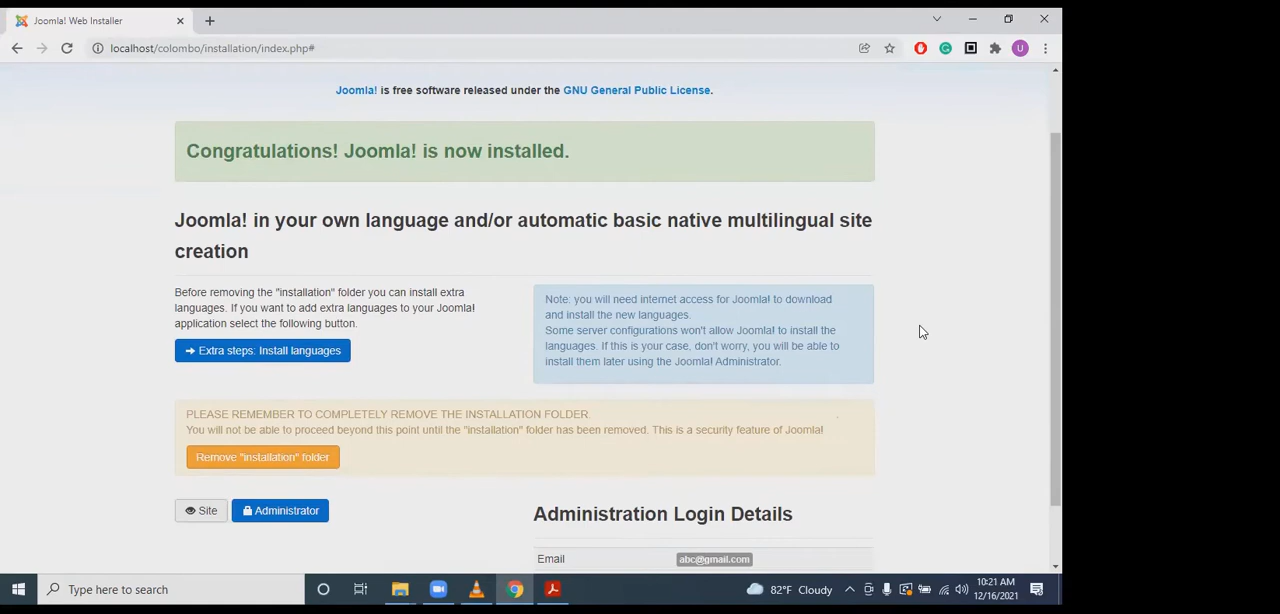 Joomla! Web Installer
localhost/colombo/installation/index.php#
U
Joomla! is free software released under the GNU General Public License.
Congratulations! Joomla! is now installed.
Joomla! in your own language and/or automatic basic native multilingual site
creation
Before removing the "installation" folder you can install extra
languages. If you want to add extra languages to your Joomla!
application select the following button.
Extra steps: Install languages
Note: you will need internet access for Joomla! to download
and install the new languages.
Some server configurations won't allow Joomla! to install the
languages. If this is your case, don't worry, you will be able to
install them later using the Joomla! Administrator.
PLEASE REMEMBER TO COMPLETELY REMOVE THE INSTALLATION FOLDER.
You will not be able to proceed beyond this point until the "installation" folder has been removed. This is a security feature of Joomla!
Remove "installation" folder
Site
Administrator
Administration Login Details
Email abc@gmail.com
Type here to search
82°F Cloudy
10:21 AM
12/16/2021